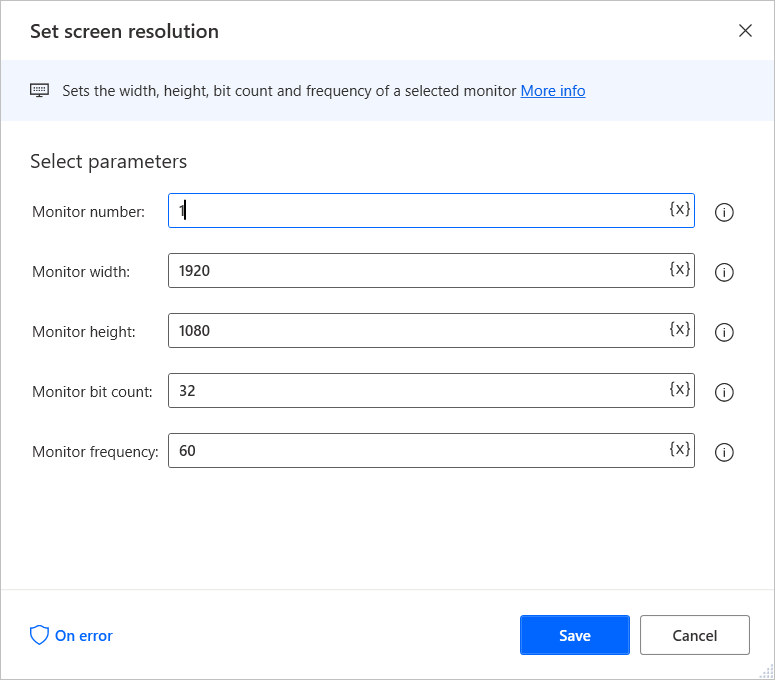 Set screen resolution
Sets the width, height, bit count and frequency of a selected monitor More info
Select parameters
Monitor number: 1 {x}
Monitor width: 1920 {x}
Monitor height: 1080 {x}
Monitor bit count: 32 {x}
Monitor frequency: 60 {x}
On error
Save Cancel